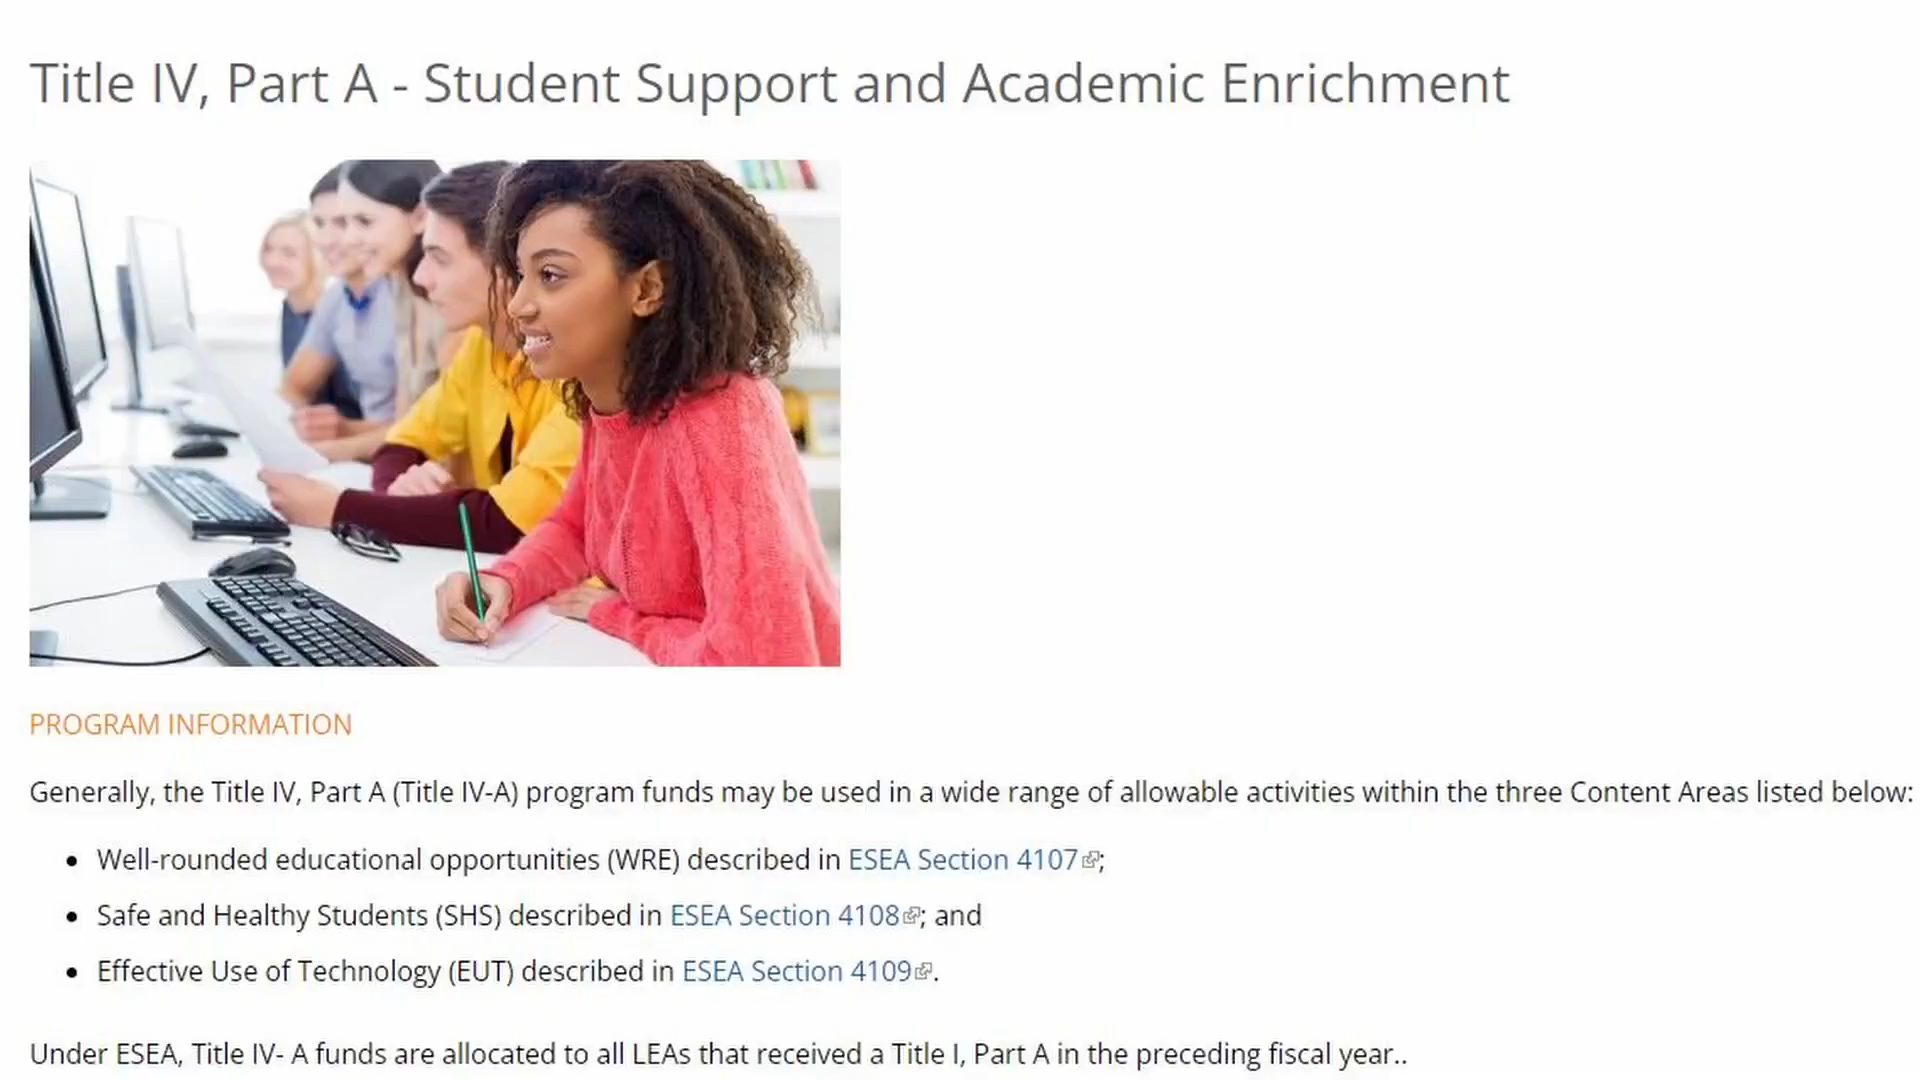 Title IV, Part A - Student Support and Academic Enrichment
PROGRAM INFORMATION
Generally, the Title IV, Part A (Title IV-A) program funds may be used in a wide range of allowable activities within the three Content Areas listed below:
• Well-rounded educational opportunities (WRE) described in ESEA Section 4107;
• Safe and Healthy Students (SHS) described in ESEA Section 4108; and
• Effective Use of Technology (EUT) described in ESEA Section 4109.
Under ESEA, Title IV- A funds are allocated to all LEAs that received a Title I, Part A in the preceding fiscal year..